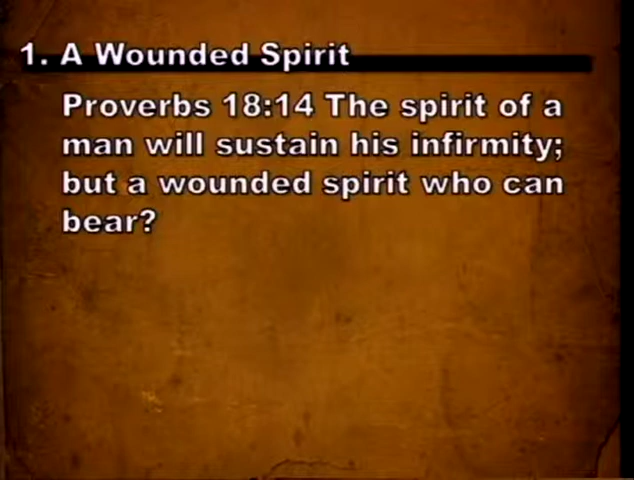 1. A Wounded Spirit
Proverbs 18:14 The spirit of a
man will sustain his infirmity;
but a wounded spirit who can
bear?